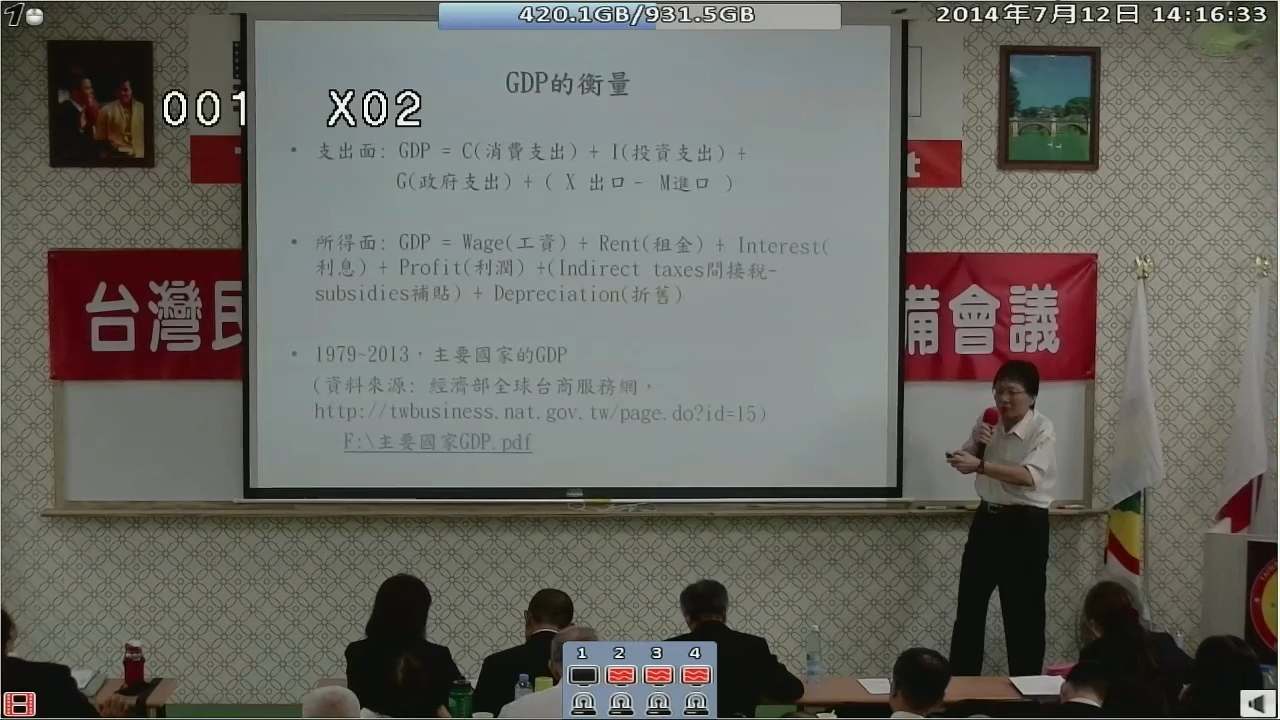 1
420.1GB/931.5GB
2014年7月12日 14:16:33
001 X02
GDP的衡量
• 支出面: GDP = C(消費支出) + I(投資支出) +
G(政府支出) + ( X 出口- M進口 )
• 所得面: GDP = Wage(工資) + Rent(租金) + Interest(
利息) + Profit(利潤) +(Indirect taxes間接稅-
subsidies補貼) + Depreciation(折舊)
• 1979~2013，主要國家的GDP
(資料來源: 經濟部全球台商服務網，
http://twbusiness.nat.gov.tw/page.do?id=15)
F:\主要國家GDP.pdf
t
台灣民
備會議
1 2 3 4